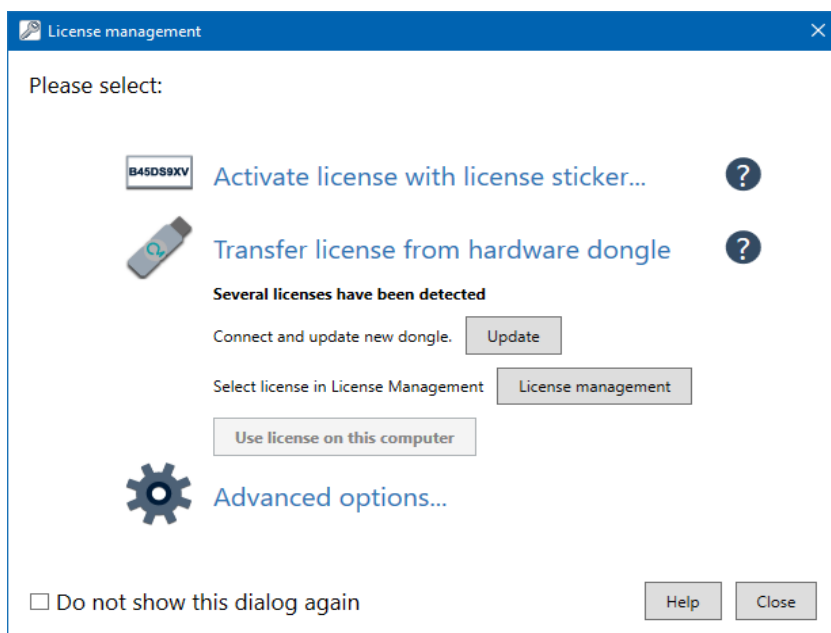 License management
Please select:
B45DS9XV
Activate license with license sticker...
?
Transfer license from hardware dongle
?
Several licenses have been detected
Connect and update new dongle. Update
Select license in License Management License management
Use license on this computer
Advanced options...
Do not show this dialog again Help Close